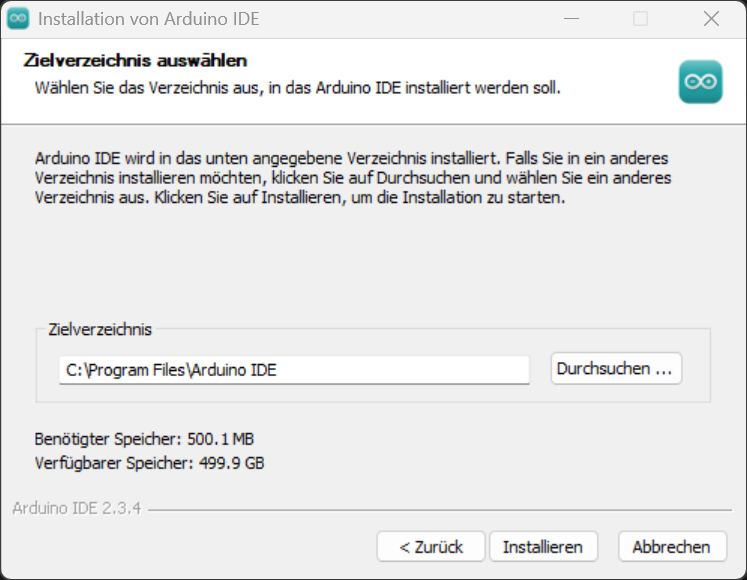 Installation von Arduino IDE
Zielverzeichnis auswählen
Wählen Sie das Verzeichnis aus, in das Arduino IDE installiert werden soll.
Arduino IDE wird in das unten angegebene Verzeichnis installiert. Falls Sie in ein anderes
Verzeichnis installieren möchten, klicken Sie auf Durchsuchen und wählen Sie ein anderes
Verzeichnis aus. Klicken Sie auf Installieren, um die Installation zu starten.
Zielverzeichnis
C:\Program Files\Arduino IDE
Durchsuchen ...
Benötigter Speicher: 500.1 MB
Verfügbarer Speicher: 499.9 GB
Arduino IDE 2.3.4
< Zurück
Installieren
Abbrechen